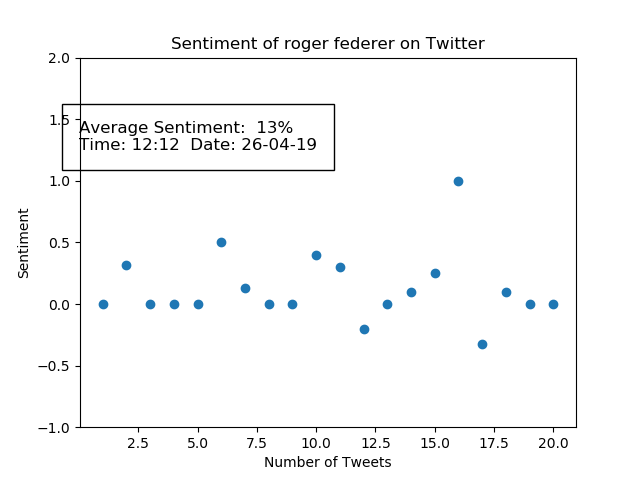 Sentiment of roger federer on Twitter
2.0
1.5
1.0
0.5
0.0
−0.5
−1.0
Average Sentiment:  13%
Time: 12:12  Date: 26-04-19
Sentiment
2.5 5.0 7.5 10.0 12.5 15.0 17.5 20.0
Number of Tweets